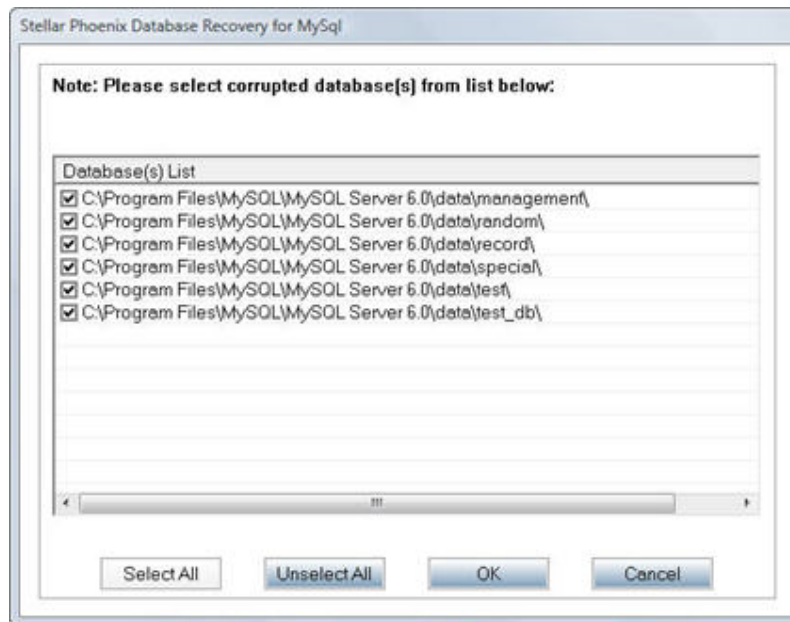 Stellar Phoenix Database Recovery for MySql
Note: Please select corrupted database(s) from list below:
Database(s) List
C:\Program Files\MySQL\MySQL Server 6.0\data\management\
C:\Program Files\MySQL\MySQL Server 6.0\data\random\
C:\Program Files\MySQL\MySQL Server 6.0\data\record\
C:\Program Files\MySQL\MySQL Server 6.0\data\special\
C:\Program Files\MySQL\MySQL Server 6.0\data\test\
C:\Program Files\MySQL\MySQL Server 6.0\data\test_db\
Select All Unselect All OK Cancel